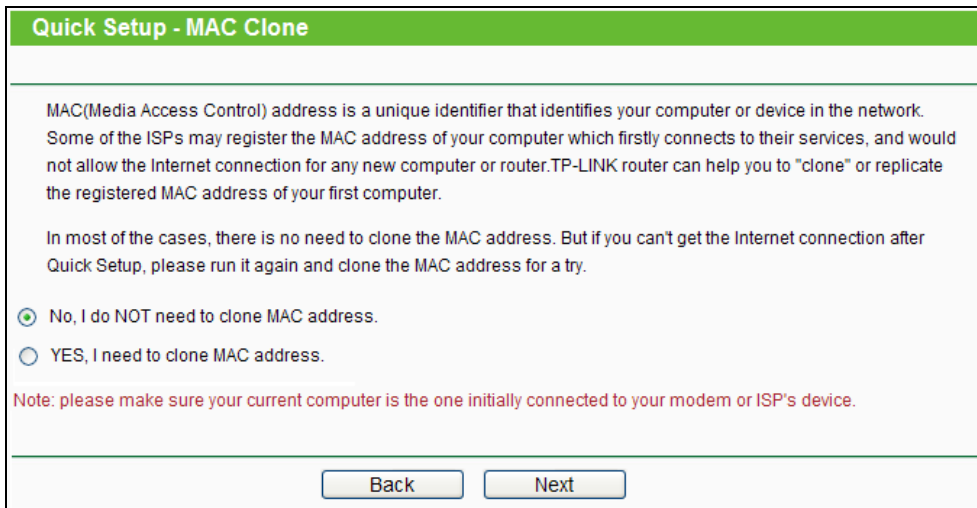 Quick Setup - MAC Clone
MAC(Media Access Control) address is a unique identifier that identifies your computer or device in the network.
Some of the ISPs may register the MAC address of your computer which firstly connects to their services, and would
not allow the Internet connection for any new computer or router.TP-LINK router can help you to "clone" or replicate
the registered MAC address of your first computer.
In most of the cases, there is no need to clone the MAC address. But if you can't get the Internet connection after
Quick Setup, please run it again and clone the MAC address for a try.
No, I do NOT need to clone MAC address.
YES, I need to clone MAC address.
Note: please make sure your current computer is the one initially connected to your modem or ISP's device.
Back Next